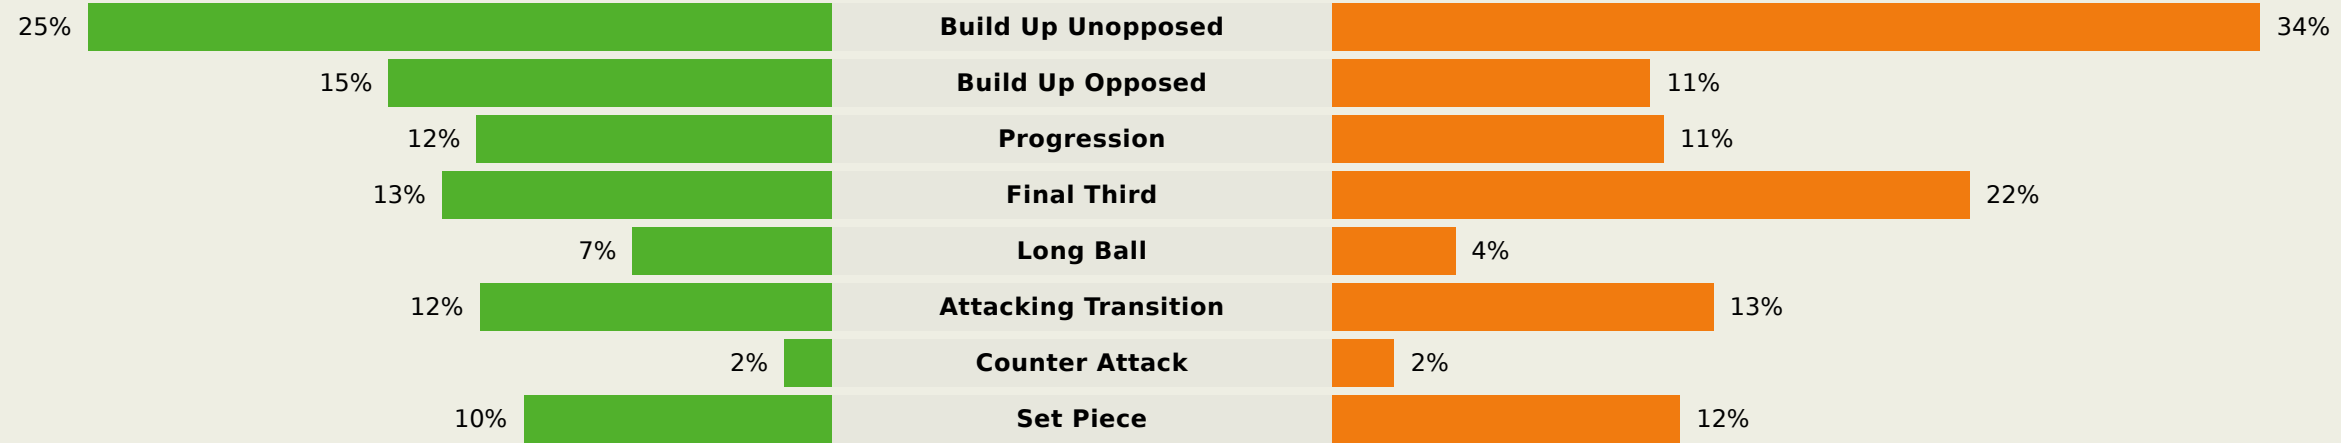 25% Build Up Unopposed 34%
15% Build Up Opposed 11%
12% Progression 11%
13% Final Third 22%
7% Long Ball 4%
12% Attacking Transition 13%
2% Counter Attack 2%
10% Set Piece 12%